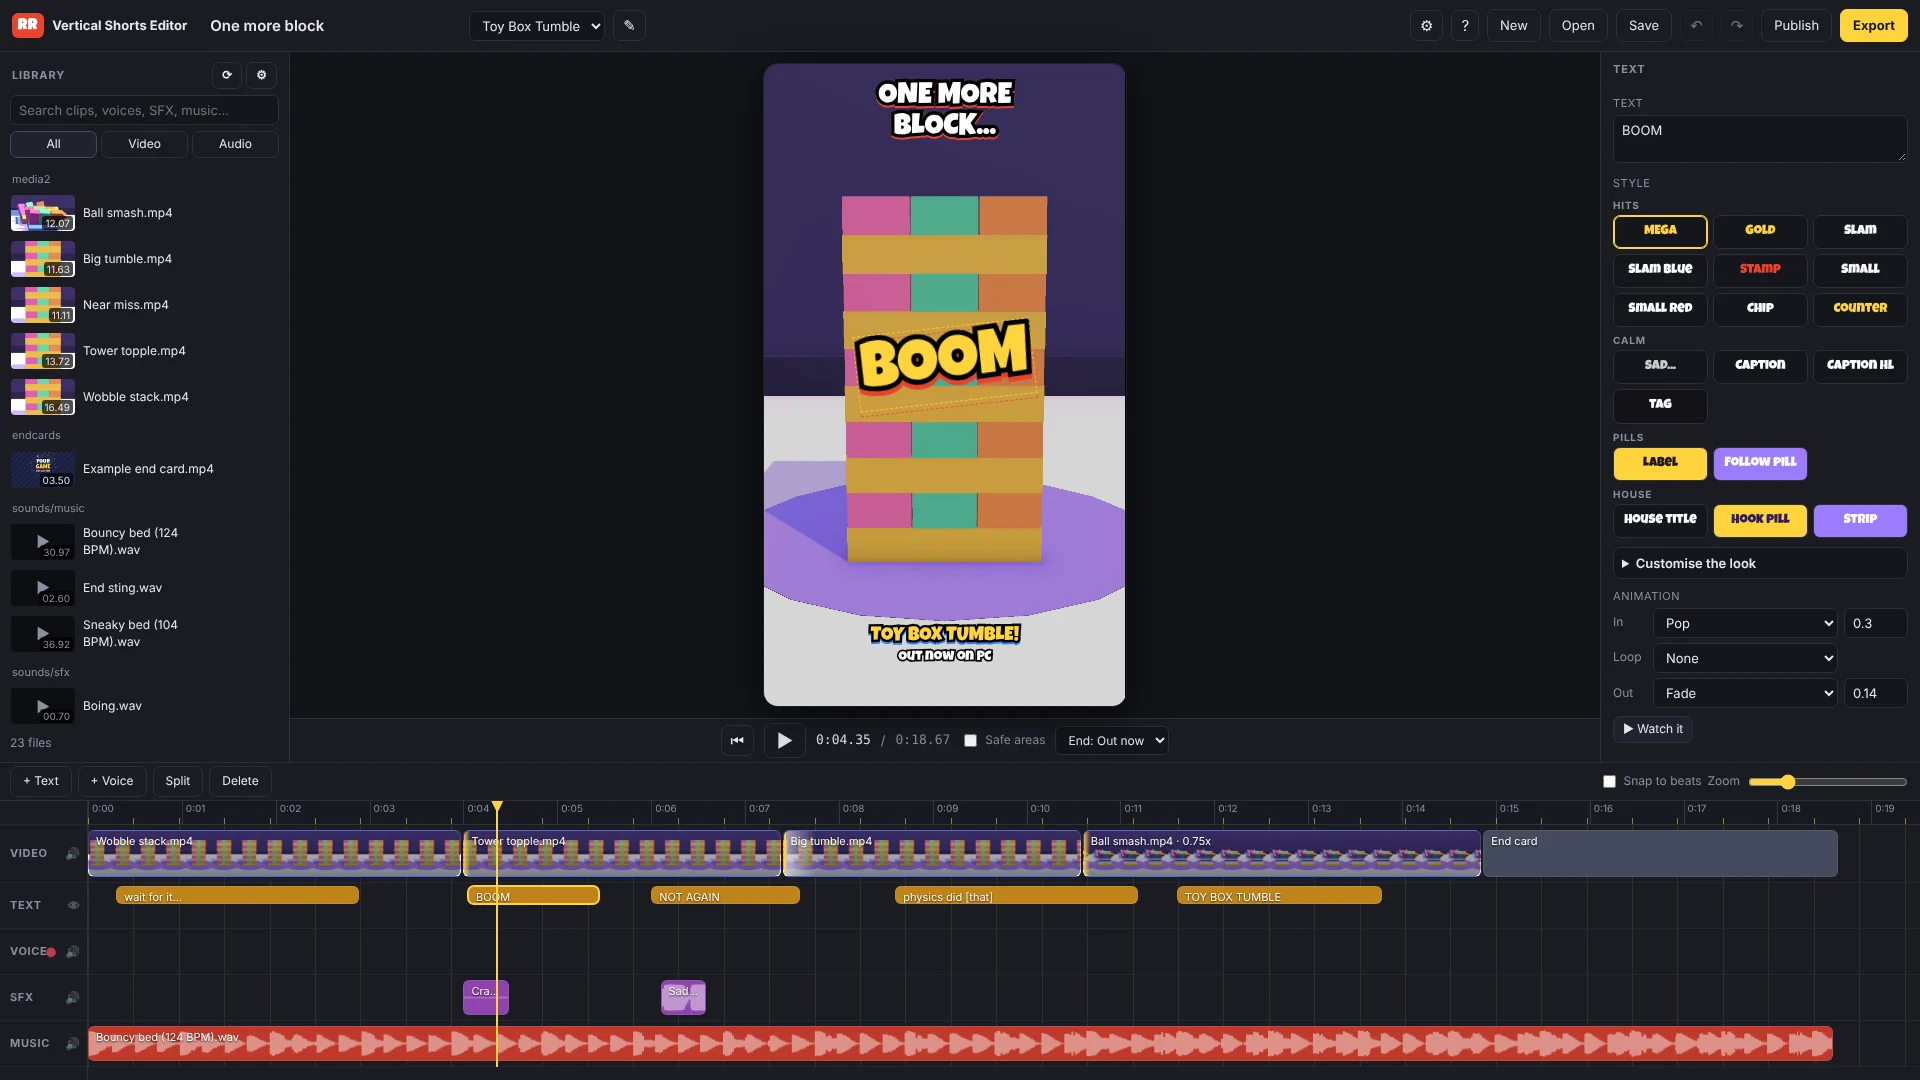 RR Vertical Shorts Editor One more block Toy Box Tumble ✎ ⚙ ? New Open Save ↶ ↷ Publish Export
LIBRARY ⟳ ⚙
Search clips, voices, SFX, music...
All Video Audio
media2
12.07 Ball smash.mp4
11.63 Big tumble.mp4
11.11 Near miss.mp4
13.72 Tower topple.mp4
16.49 Wobble stack.mp4
endcards
YOUR
GAME
03.50 Example end card.mp4
sounds/music
Bouncy bed (124
BPM).wav
30.97
End sting.wav
02.60
Sneaky bed (104
BPM).wav
36.92
sounds/sfx
Boing.wav
00.70
23 files
ONE MORE
BLOCK...
BOOM
TOY BOX TUMBLE!
OUT NOW ON PC
0:04.35 / 0:18.67 Safe areas End: Out now
TEXT
TEXT
BOOM
STYLE
HITS
MEGA GOLD SLAM
SLAM BLUE STAMP SMALL
SMALL RED CHIP COUNTER
CALM
SAD... CAPTION CAPTION HL
TAG
PILLS
LABEL FOLLOW PILL
HOUSE
HOUSE TITLE HOOK PILL STRIP
Customise the look
ANIMATION
In Pop 0.3
Loop None
Out Fade 0.14
Watch it
+ Text + Voice Split Delete Snap to beats Zoom
0:00 0:01 0:02 0:03 0:04 0:05 0:06 0:07 0:08 0:09 0:10 0:11 0:12 0:13 0:14 0:15 0:16 0:17 0:18 0:19
VIDEO Wobble stack.mp4 Tower topple.mp4 Big tumble.mp4 Ball smash.mp4 · 0.75x End card
TEXT wait for it... BOOM NOT AGAIN physics did [that] TOY BOX TUMBLE
VOICE
SFX Cra... Sad...
MUSIC Bouncy bed (124 BPM).wav